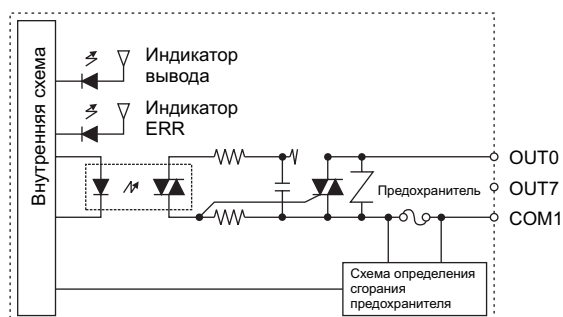 Внутренняя схема
Индикатор
вывода
Индикатор
ERR
OUT0
Предохранитель
OUT7
COM1
Схема определения
сгорания
предохранителя